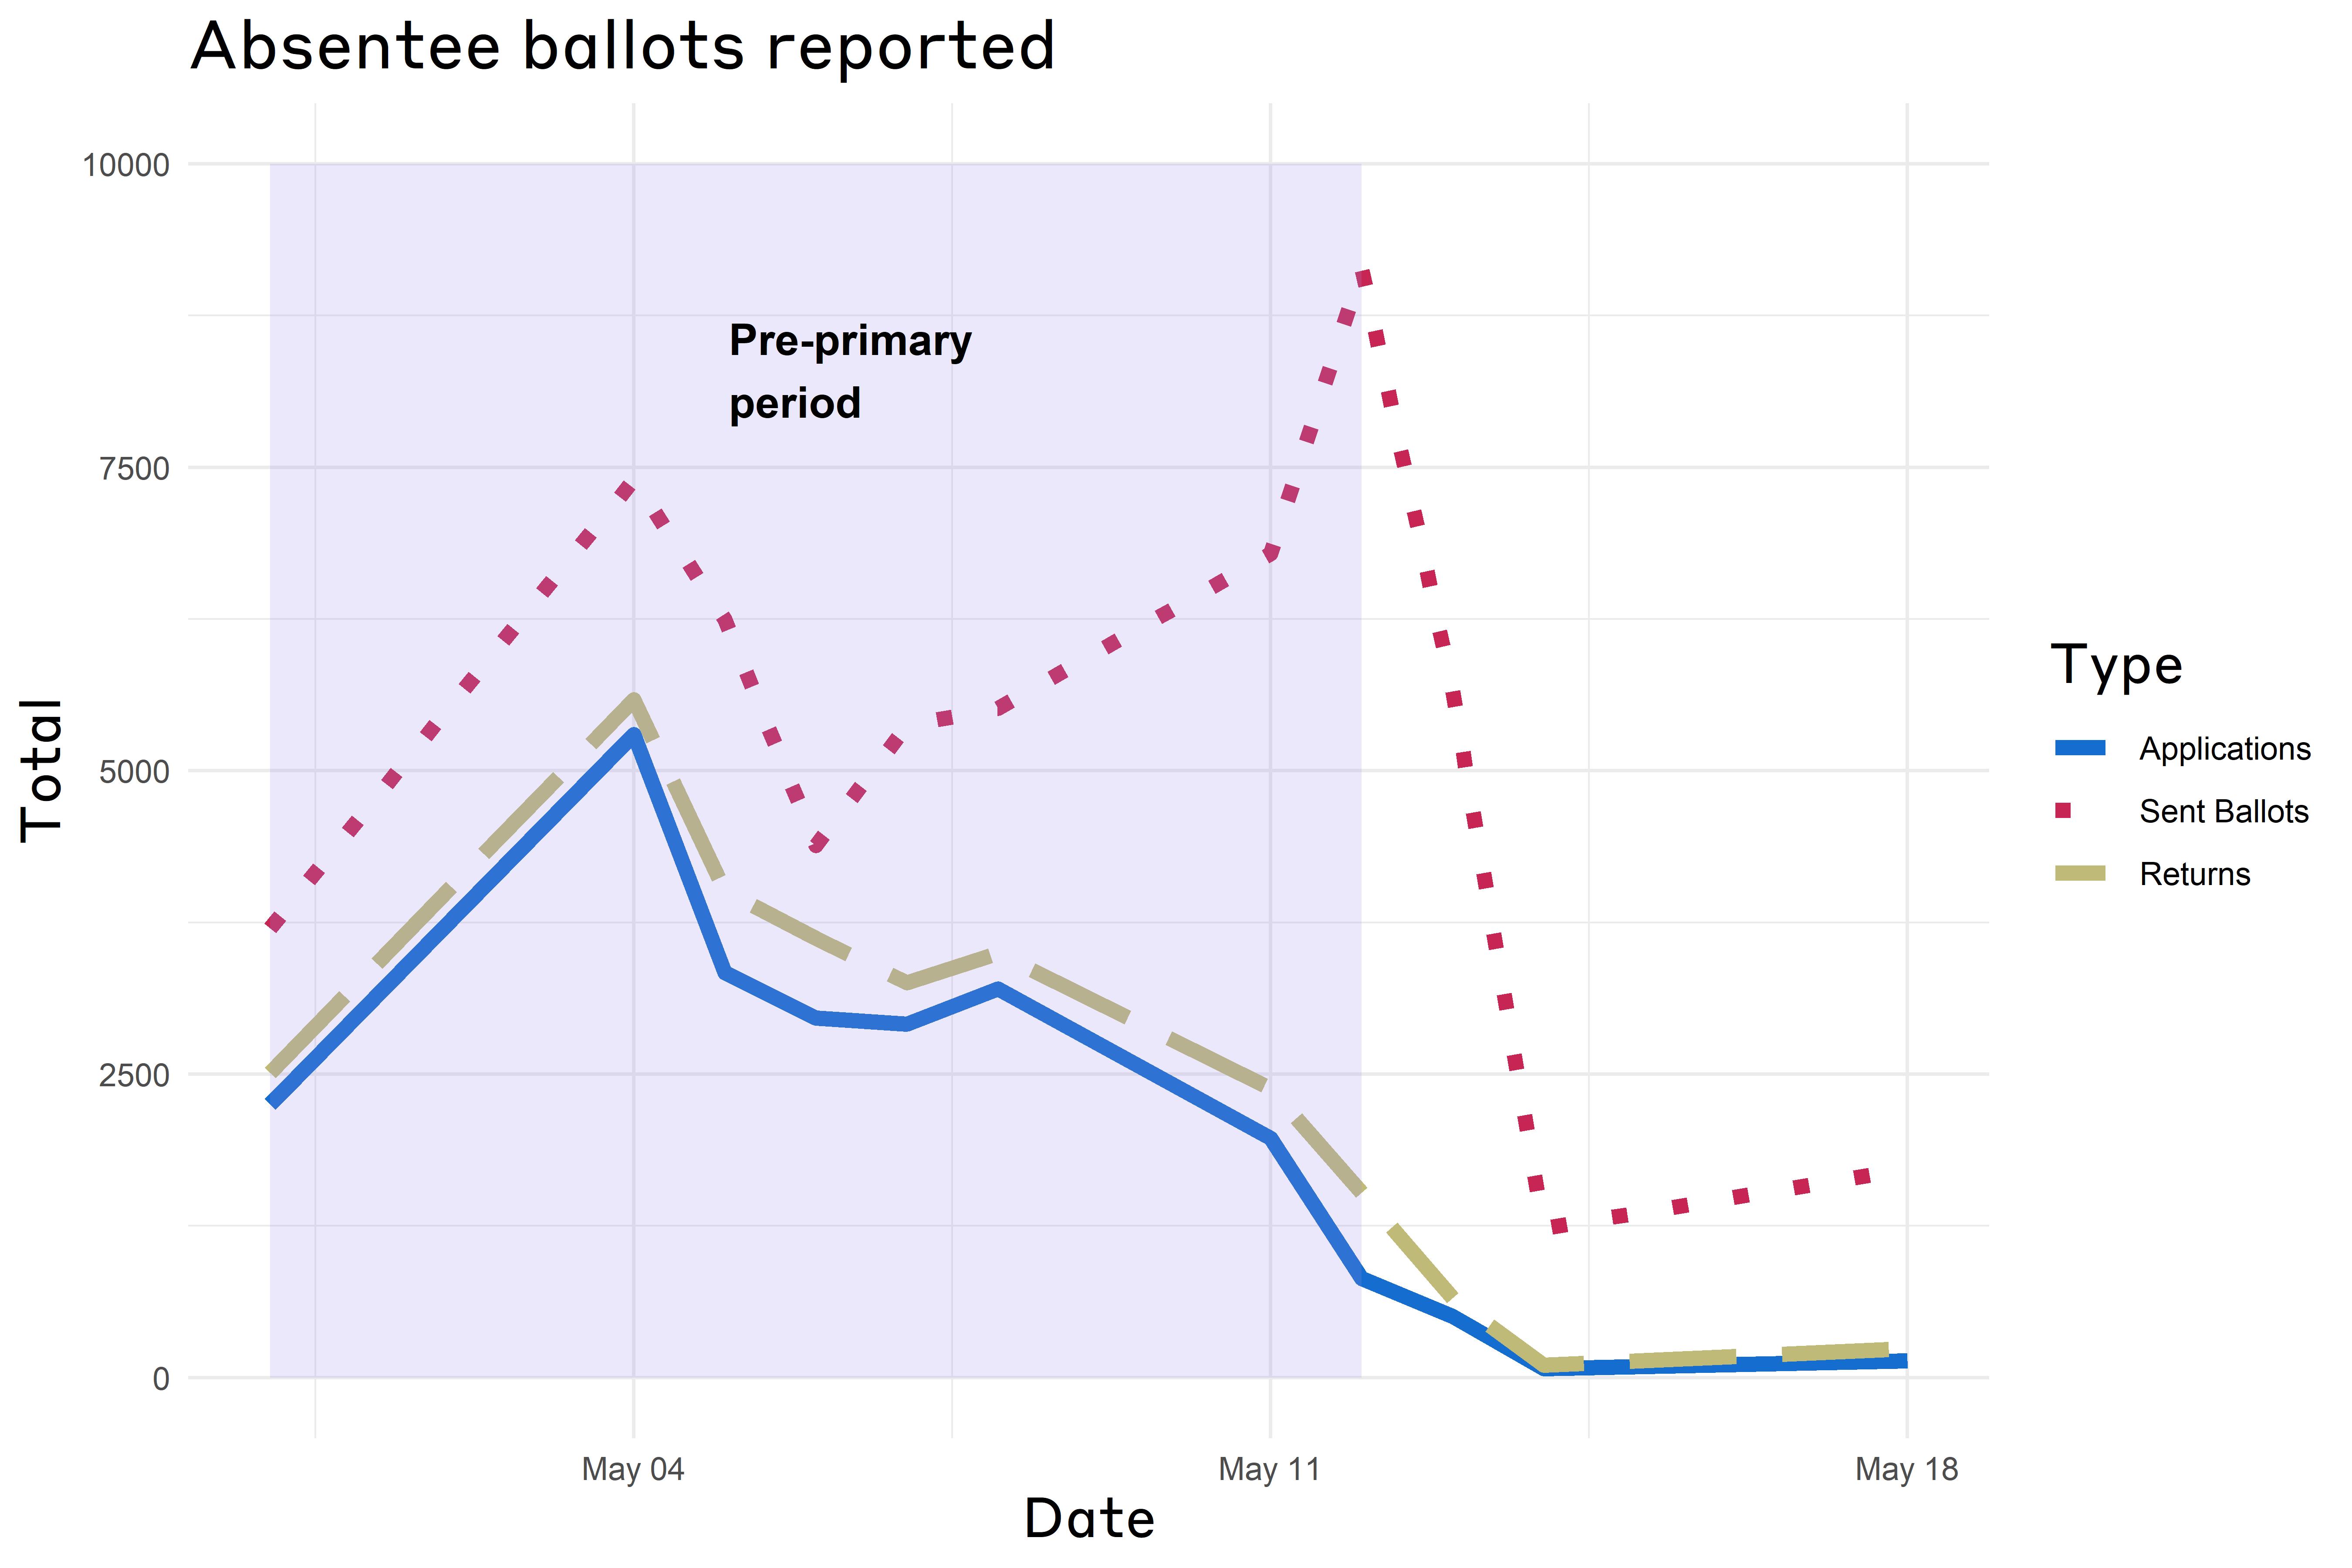 Absentee ballots reported
10000
7500
5000
2500
0
Total
Pre-primary
period
May 04
May 11
May 18
Date
Type
Applications
Sent Ballots
Returns